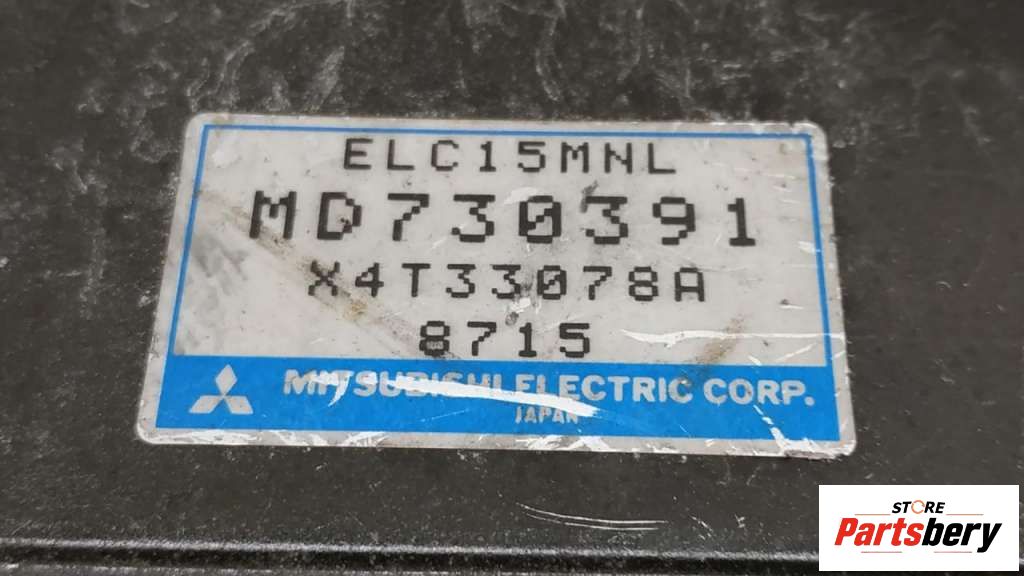 ELC15MNL
MD730391
X4T33078A
8715
MITSUBISHI ELECTRIC CORP.
JAPAN
STORE
Partsbery